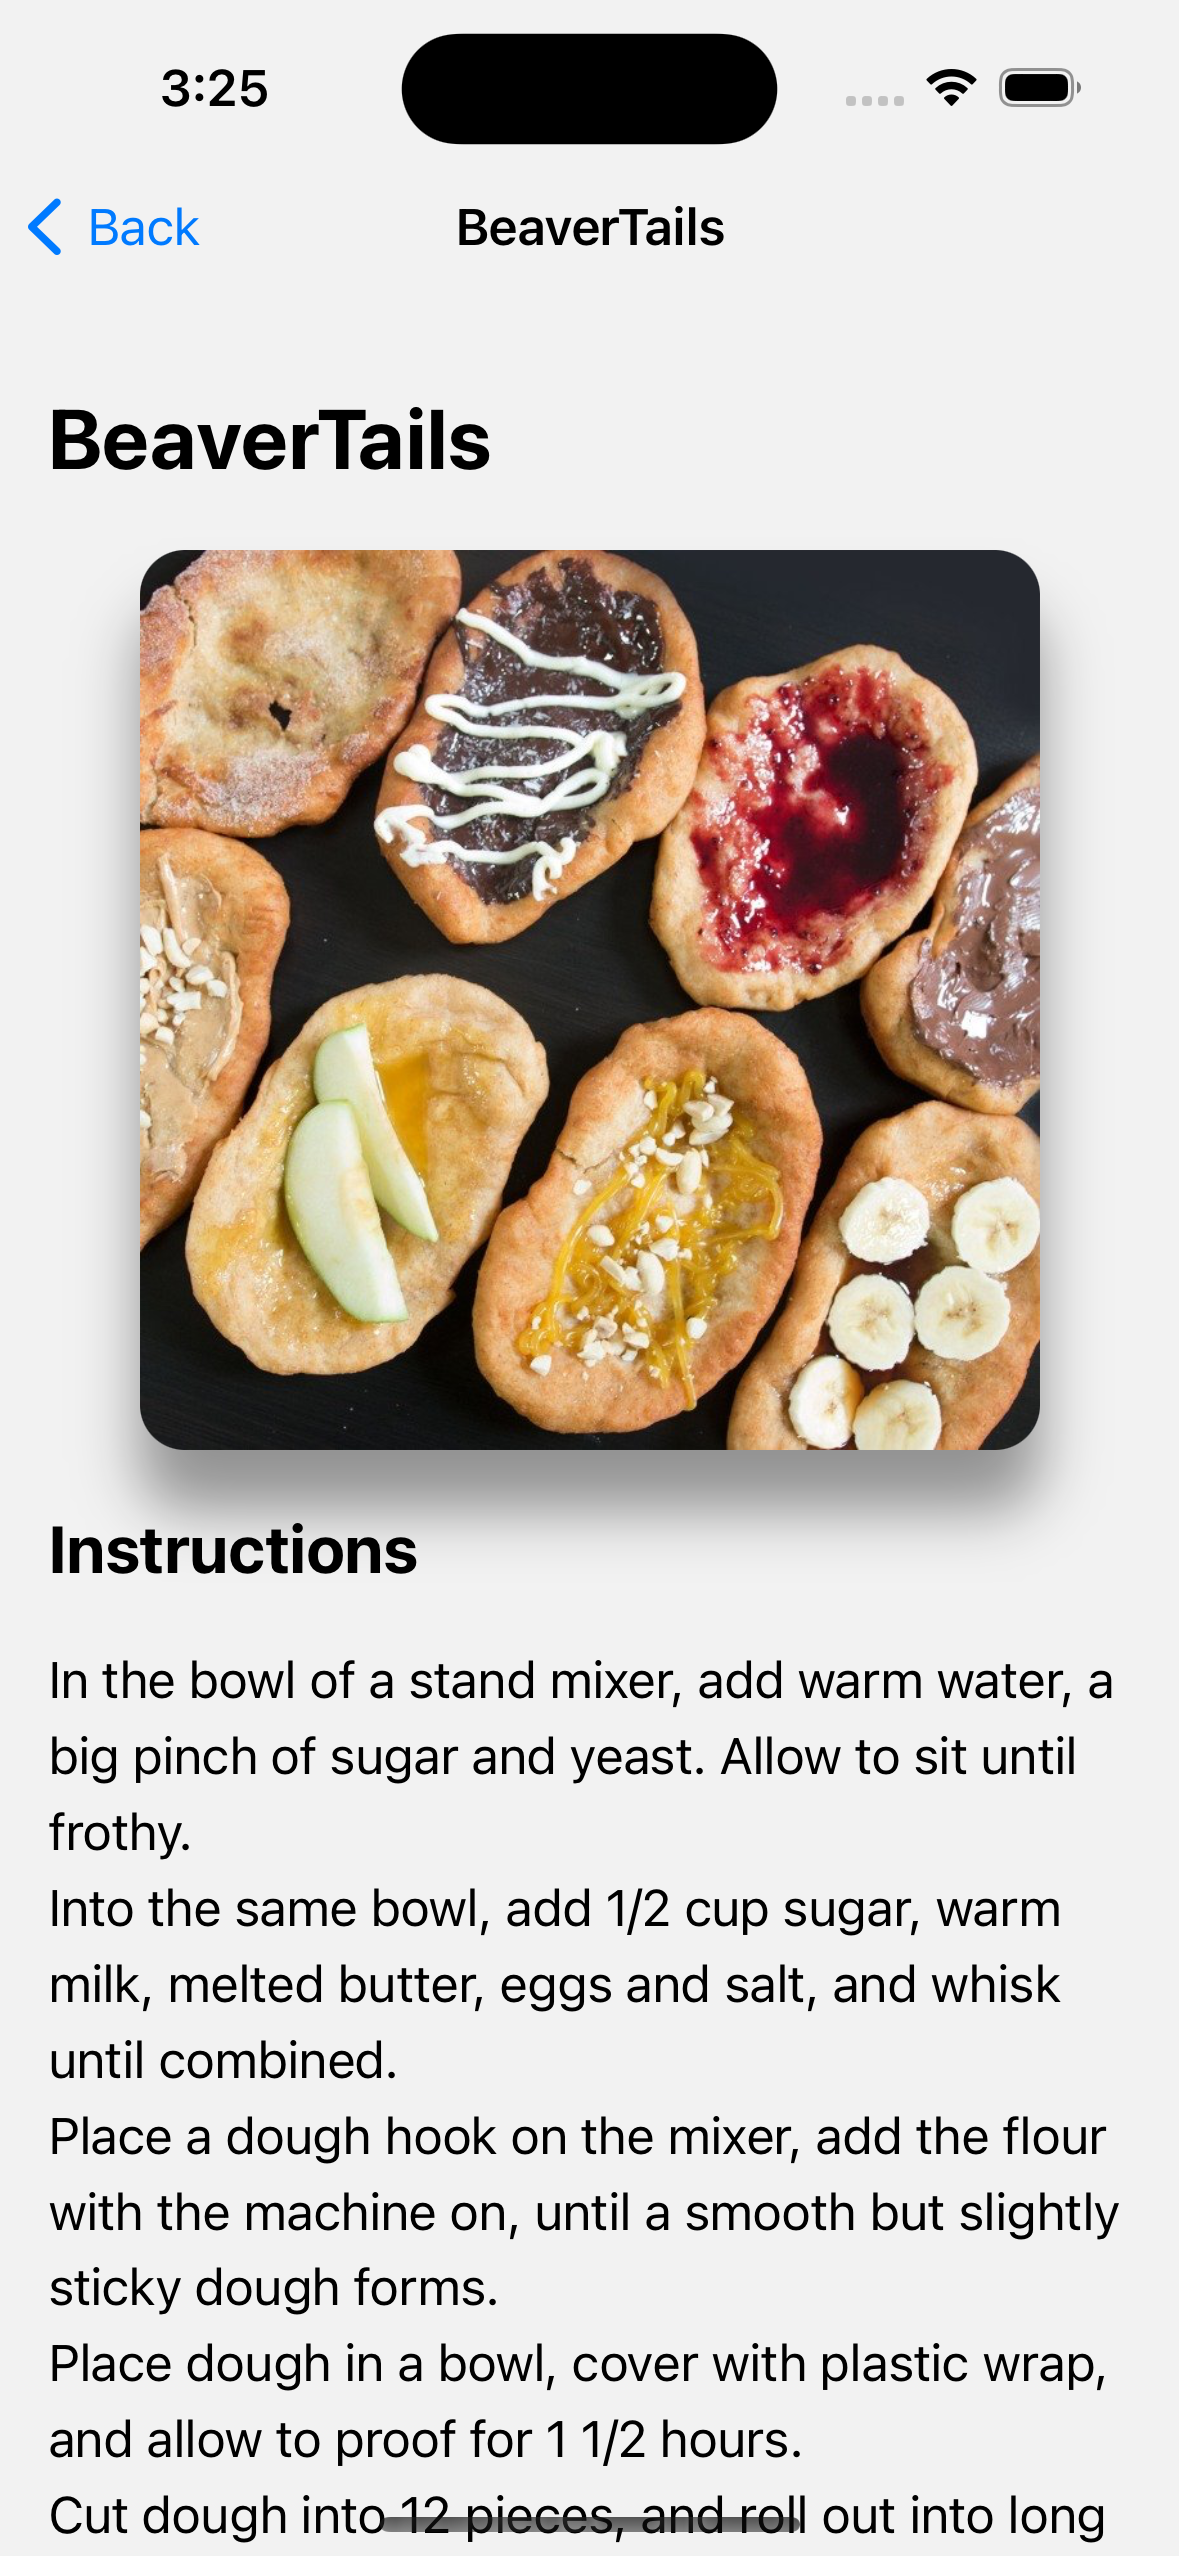 3:25
Back
BeaverTails
BeaverTails
Instructions
In the bowl of a stand mixer, add warm water, a
big pinch of sugar and yeast. Allow to sit until
frothy.
Into the same bowl, add 1/2 cup sugar, warm
milk, melted butter, eggs and salt, and whisk
until combined.
Place a dough hook on the mixer, add the flour
with the machine on, until a smooth but slightly
sticky dough forms.
Place dough in a bowl, cover with plastic wrap,
and allow to proof for 1 1/2 hours.
Cut dough into 12 pieces, and roll out into long